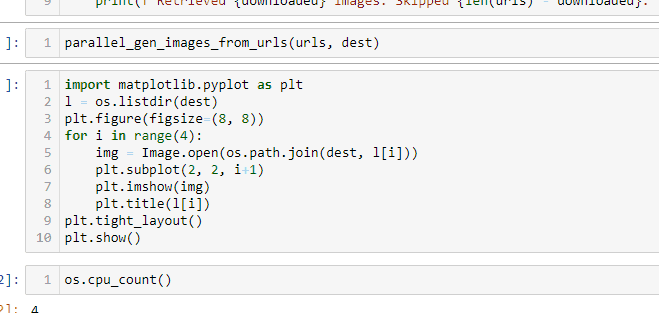 9 print(f"Retrieved {downloaded} images. Skipped {len(urls) - downloaded}.
]: 1 parallel_gen_images_from_urls(urls, dest)
]: 1 import matplotlib.pyplot as plt
2 l = os.listdir(dest)
3 plt.figure(figsize=(8, 8))
4 for i in range(4):
5 img = Image.open(os.path.join(dest, l[i]))
6 plt.subplot(2, 2, i+1)
7 plt.imshow(img)
8 plt.title(l[i])
9 plt.tight_layout()
10 plt.show()
2]: 1 os.cpu_count()
2]: 4